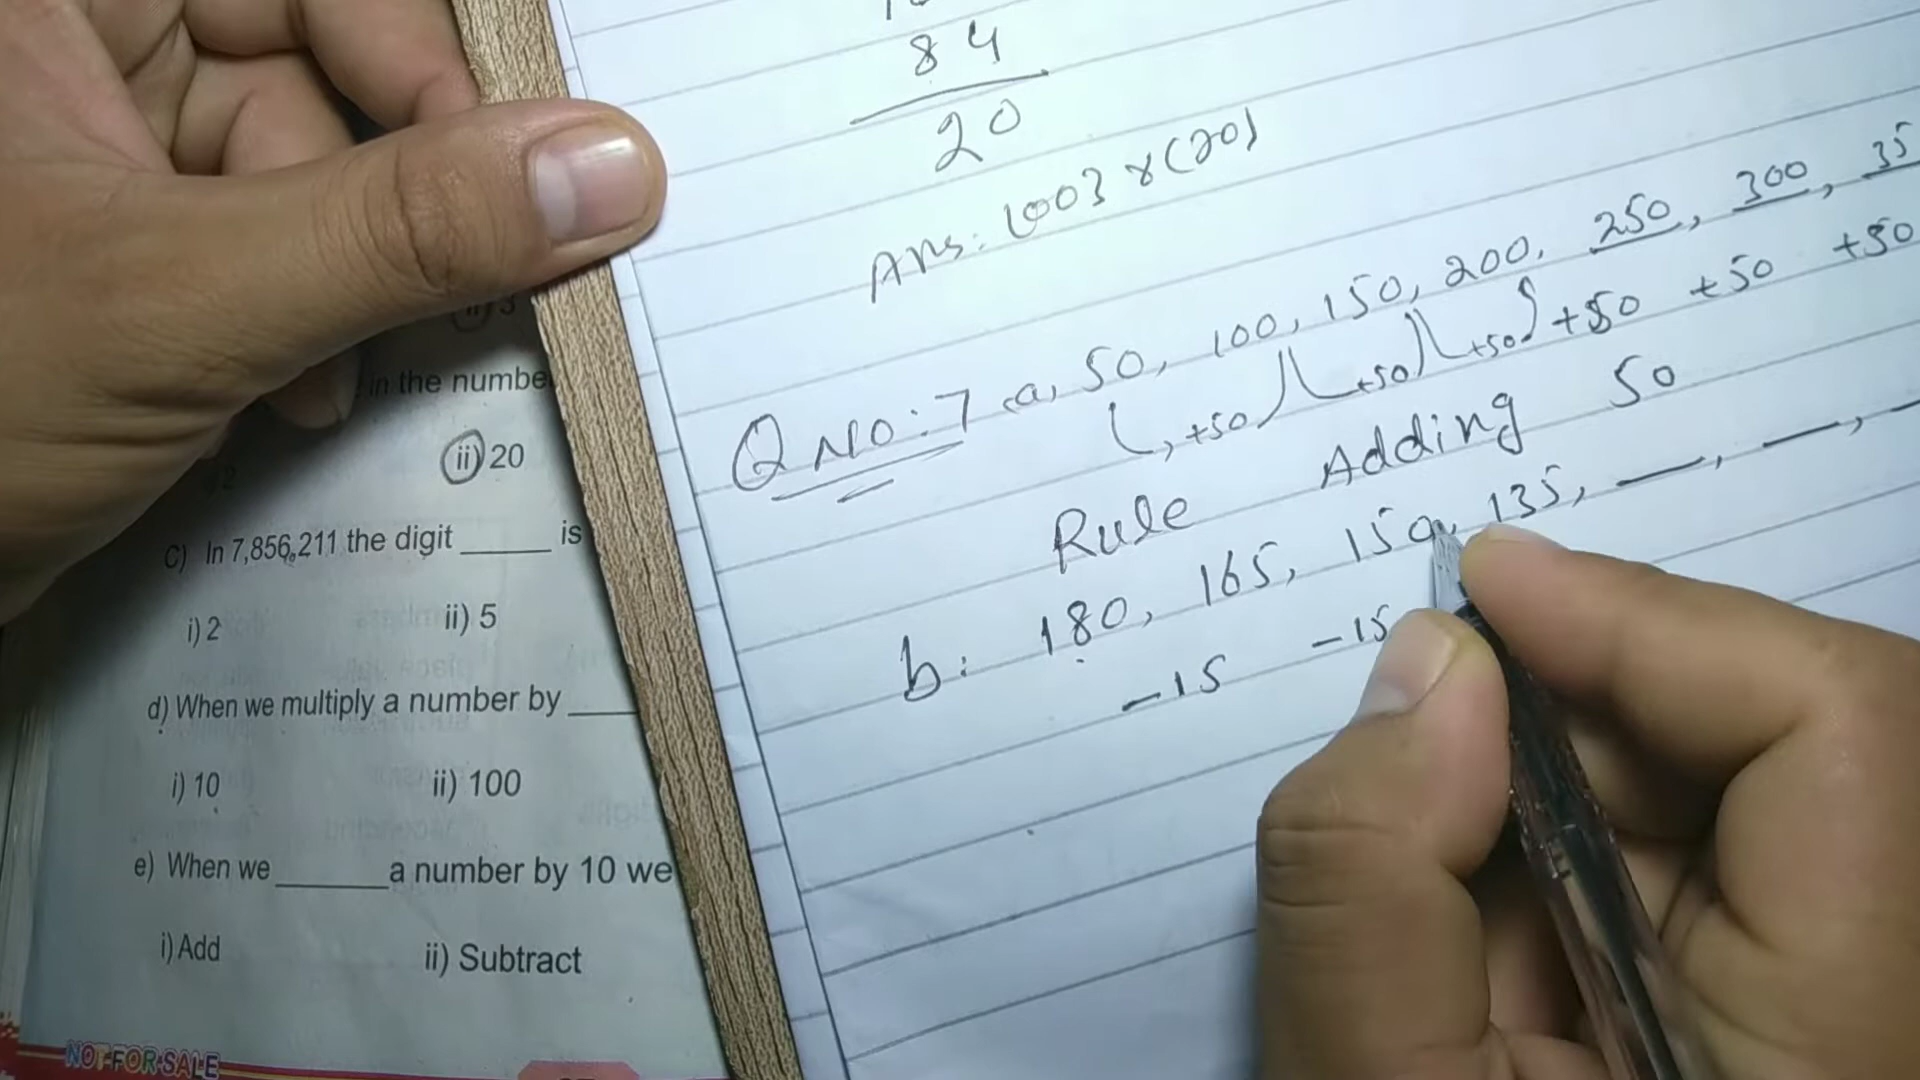 84
20
Ans: 1003 r(20)
Q NO:7 a, 50, 100, 150, 200, 250, 300, 35
+50 +50 +50 +50 +50 +50
Rule Adding 50
b: 180, 165, 150, 135, __, __,
-15 -15
in the numbe
ii) 20
C) In 7,856,211 the digit ______ is
i) 2 ii) 5
d) When we multiply a number by ____
i) 10 ii) 100
e) When we _______ a number by 10 we
i) Add ii) Subtract
NOT FOR SALE